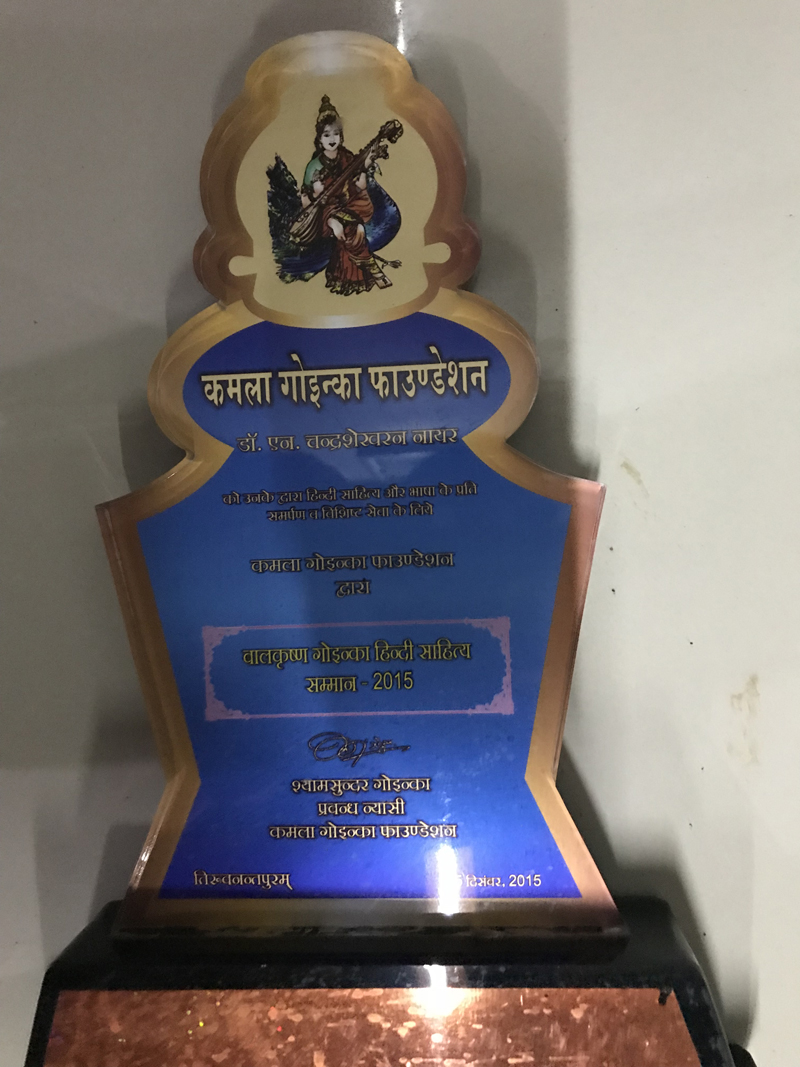 कमला गोइन्का फाउण्डेशन
डॉ. एन. चन्द्रशेखरन नायर
को उनके द्वारा हिन्दी साहित्य और भाषा के प्रति
समर्पण व विशिष्ट सेवा के लिये
कमला गोइन्का फाउण्डेशन
द्वारा
बालकृष्ण गोइन्का हिन्दी साहित्य
सम्मान - 2015
श्यामसुन्दर गोइन्का
प्रबन्ध न्यासी
कमला गोइन्का फाउण्डेशन
तिरूवनन्तपुरम्
दिसंबर, 2015